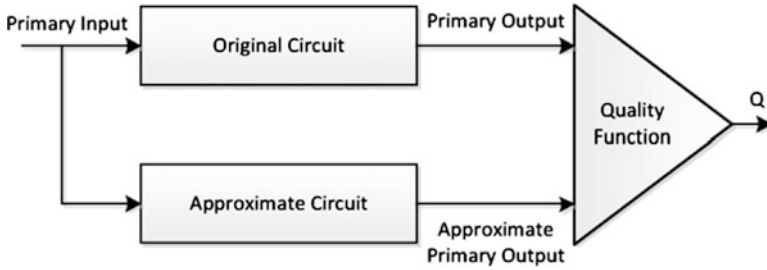 Primary Input
Original Circuit
Primary Output
Quality
Function
Q
Approximate Circuit
Approximate
Primary Output